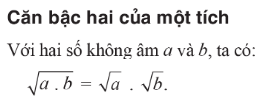 Căn bậc hai của một tích
Với hai số không âm a và b, ta có:
√a . b = √a . √b.